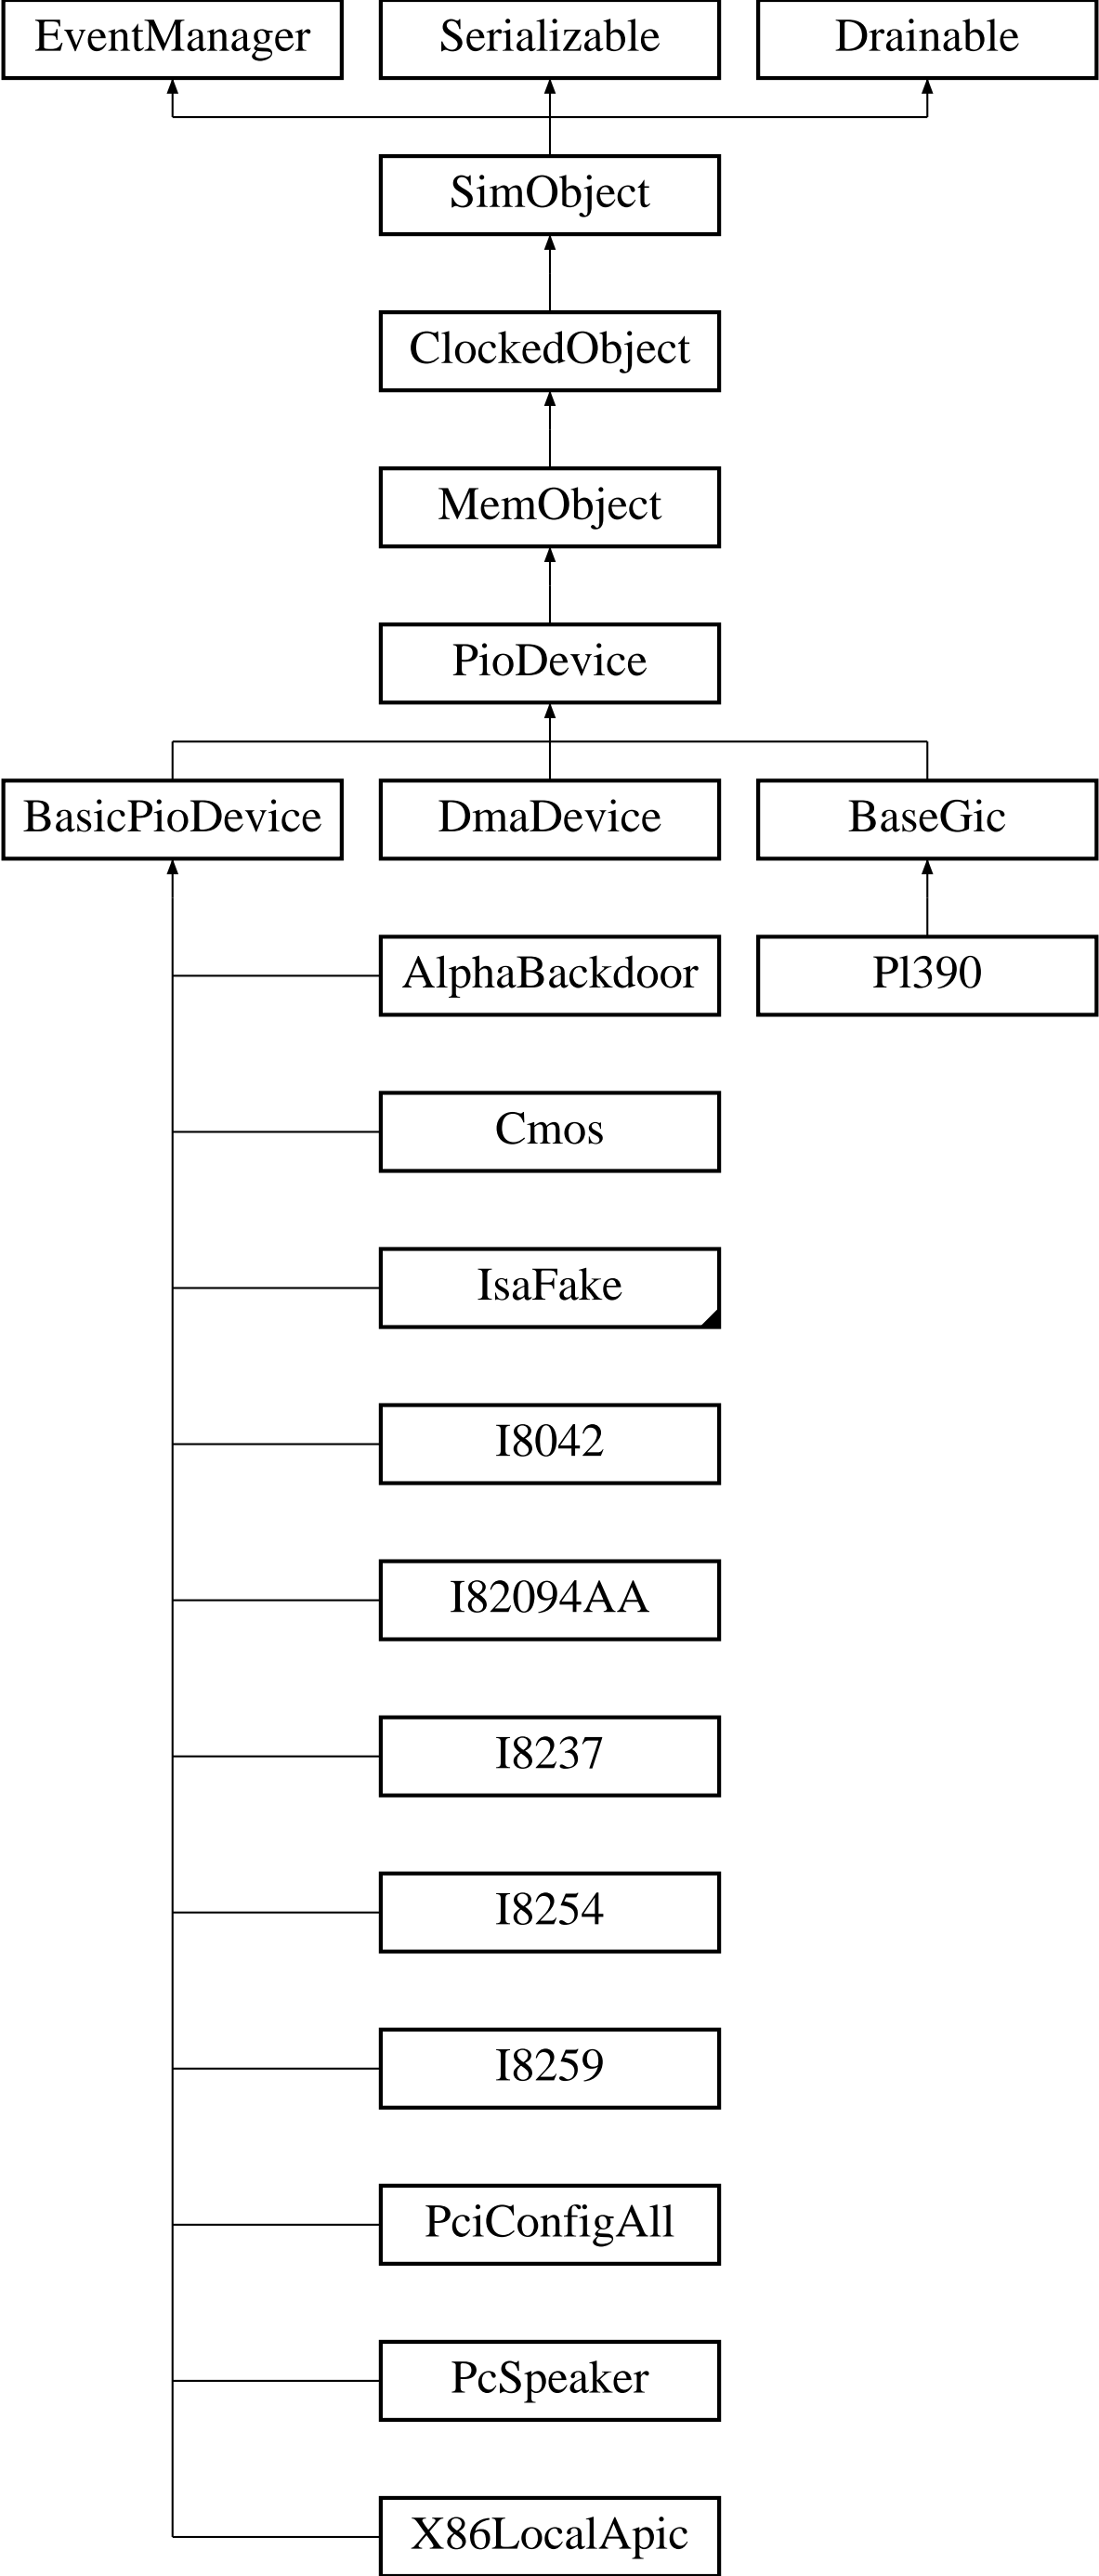 EventManager
Serializable
Drainable
SimObject
ClockedObject
MemObject
PioDevice
BasicPioDevice
DmaDevice
BaseGic
AlphaBackdoor
Pl390
Cmos
IsaFake
I8042
I82094AA
I8237
I8254
I8259
PciConfigAll
PcSpeaker
X86LocalApic